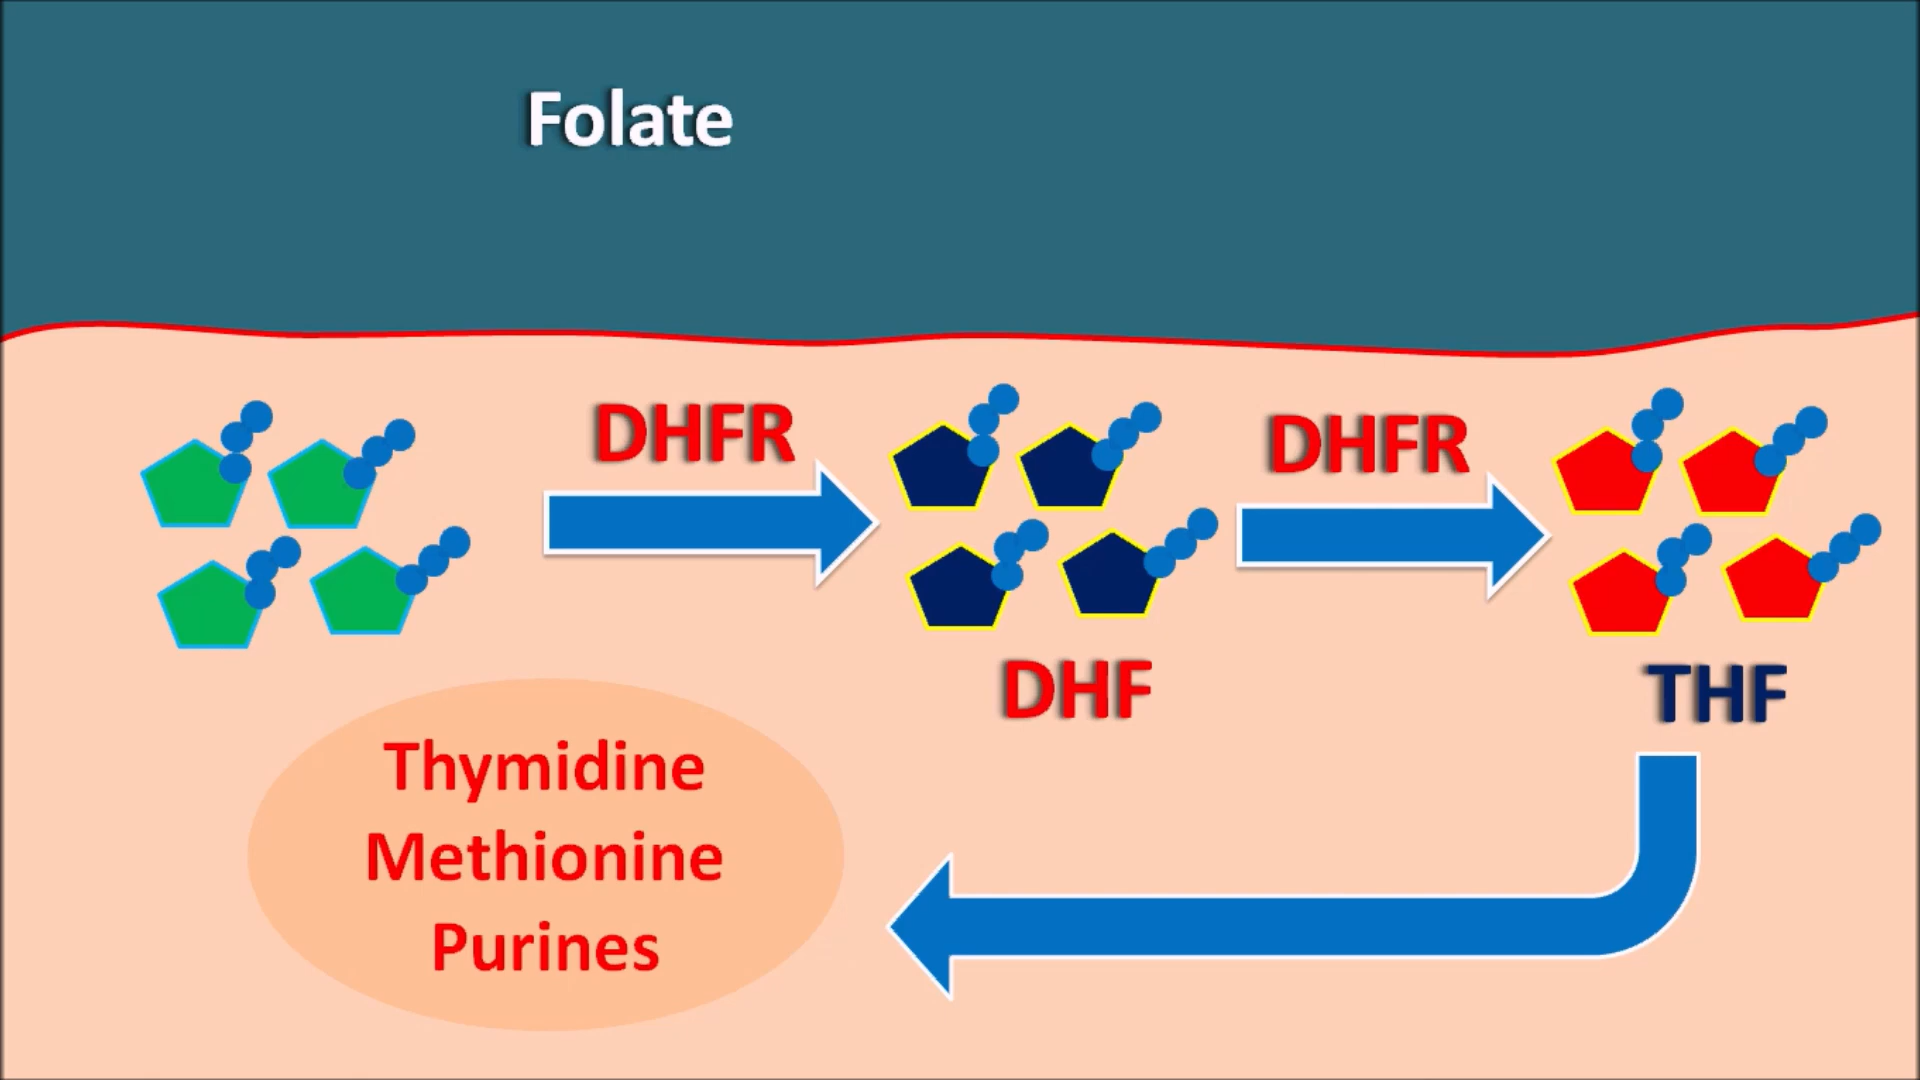 Folate
DHFR
DHFR
DHF
THF
Thymidine
Methionine
Purines